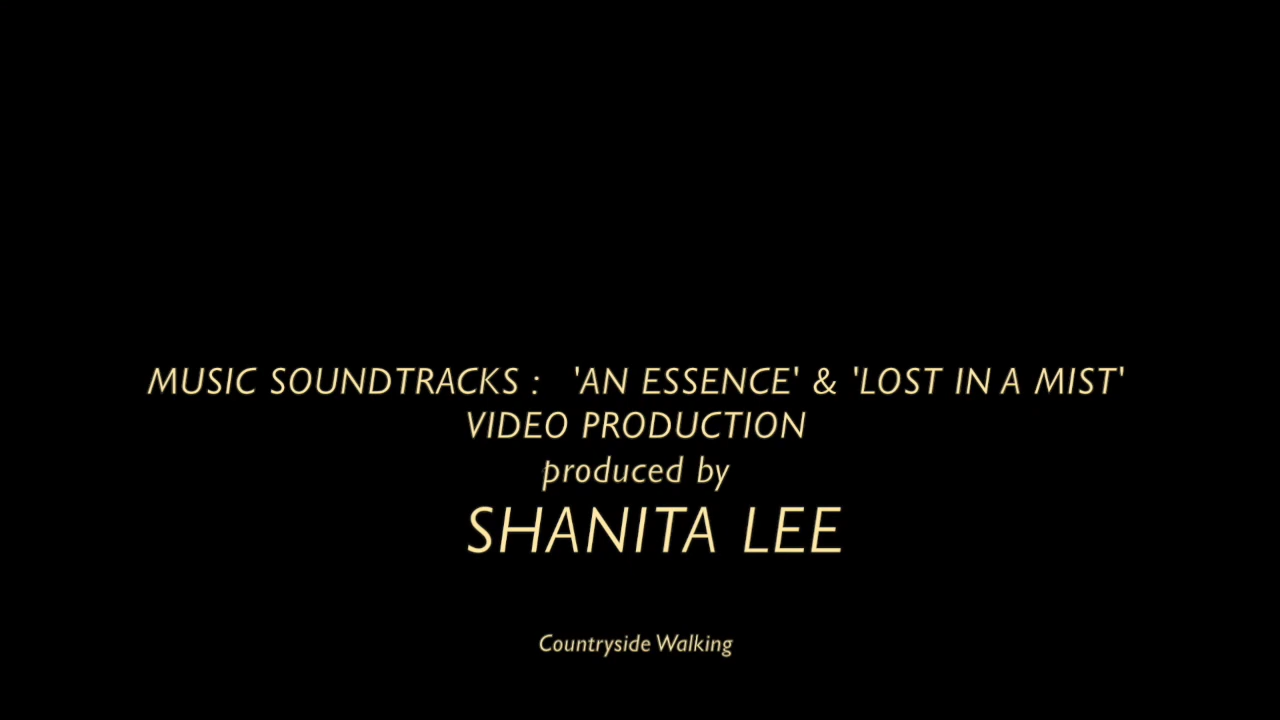 MUSIC SOUNDTRACKS : 'AN ESSENCE' & 'LOST IN A MIST'
VIDEO PRODUCTION
produced by
SHANITA LEE
Countryside Walking